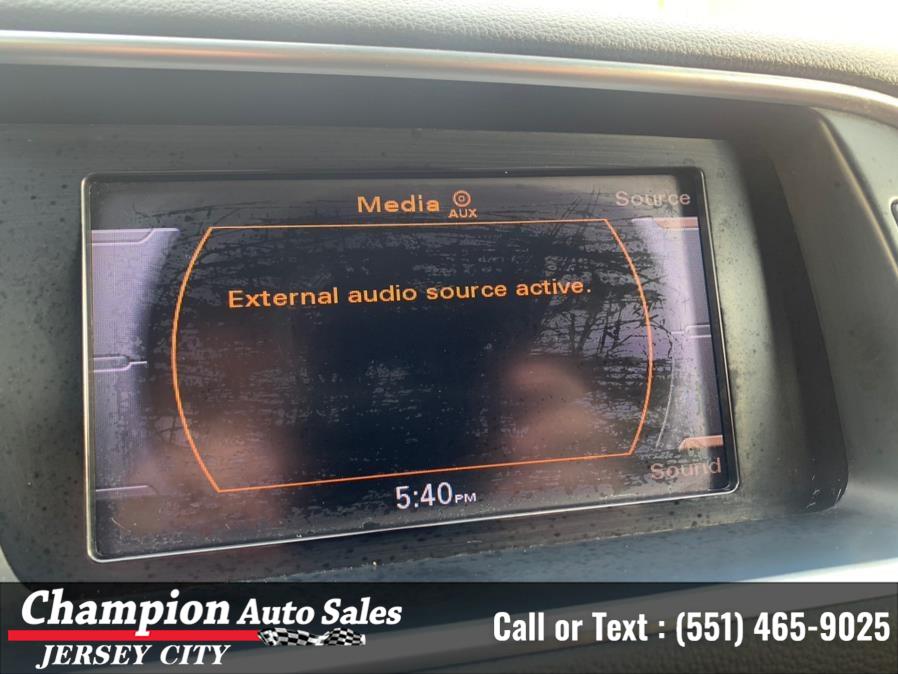 Media AUX
Source
External audio source active.
Sound
5:40PM
Champion Auto Sales
JERSEY CITY
Call or Text : (551) 465-9025